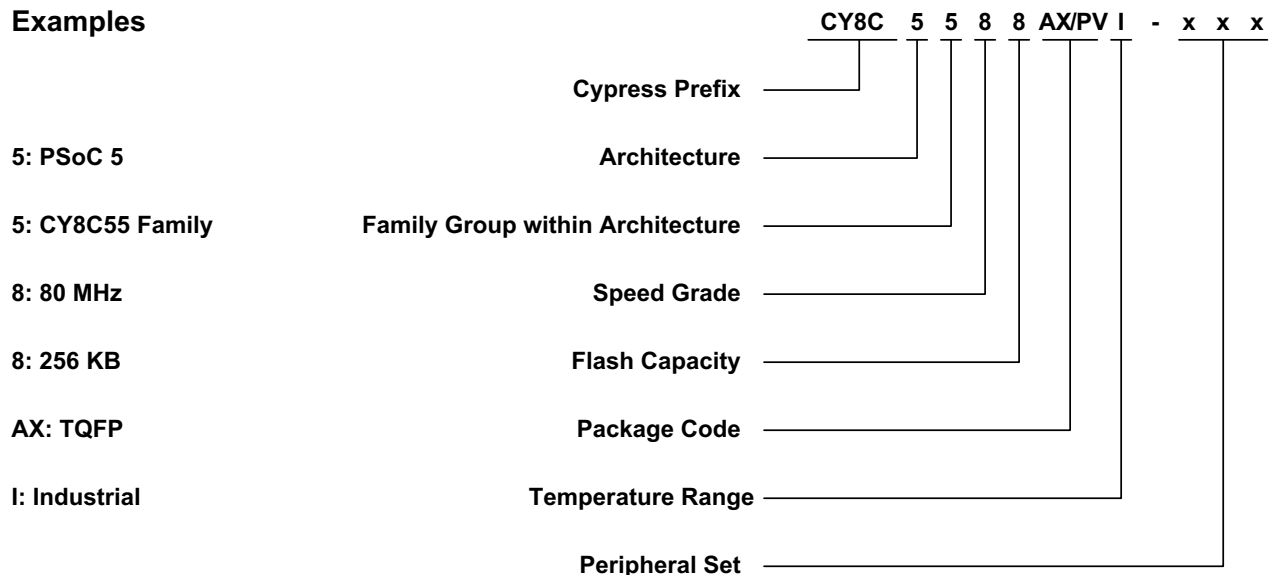 Examples CY8C 5 5 8 8 AX/PV I - x x x
Cypress Prefix
5: PSoC 5 Architecture
5: CY8C55 Family Family Group within Architecture
8: 80 MHz Speed Grade
8: 256 KB Flash Capacity
AX: TQFP Package Code
I: Industrial Temperature Range
Peripheral Set